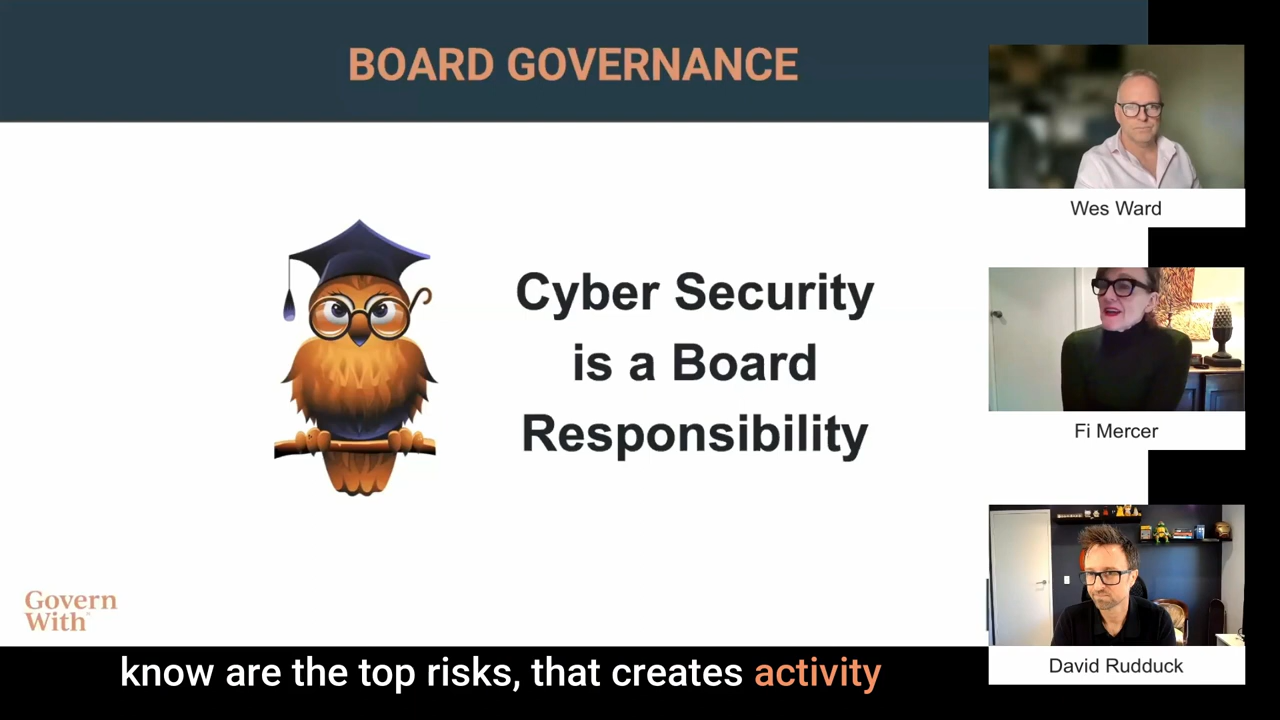 BOARD GOVERNANCE
Cyber Security
is a Board
Responsibility
Wes Ward
Fi Mercer
David Rudduck
Govern
With
know are the top risks, that creates activity